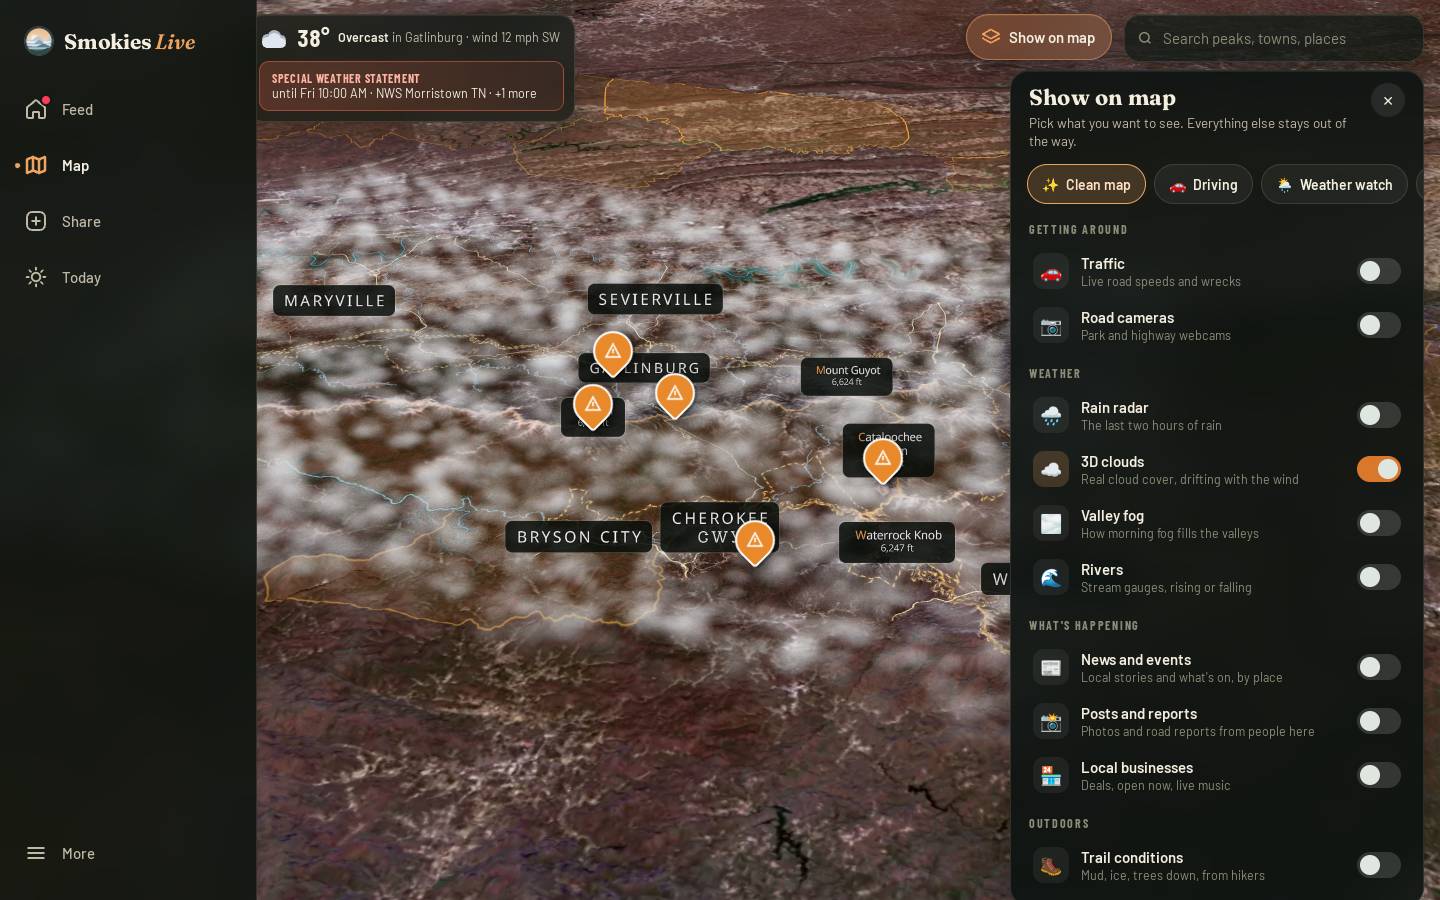 Smokies Live
Feed
Map
Share
Today
More
38° Overcast in Gatlinburg · wind 12 mph SW
SPECIAL WEATHER STATEMENT
until Fri 10:00 AM · NWS Morristown TN · +1 more
Show on map
Search peaks, towns, places
MARYVILLE
SEVIERVILLE
Mount Guyot
6,624 ft
Cataloochee
BRYSON CITY
CHEROKEE
Waterrock Knob
6,247 ft
W
Show on map
Pick what you want to see. Everything else stays out of
the way.
Clean map
Driving
Weather watch
GETTING AROUND
Traffic
Live road speeds and wrecks
Road cameras
Park and highway webcams
WEATHER
Rain radar
The last two hours of rain
3D clouds
Real cloud cover, drifting with the wind
Valley fog
How morning fog fills the valleys
Rivers
Stream gauges, rising or falling
WHAT'S HAPPENING
News and events
Local stories and what's on, by place
Posts and reports
Photos and road reports from people here
Local businesses
Deals, open now, live music
OUTDOORS
Trail conditions
Mud, ice, trees down, from hikers